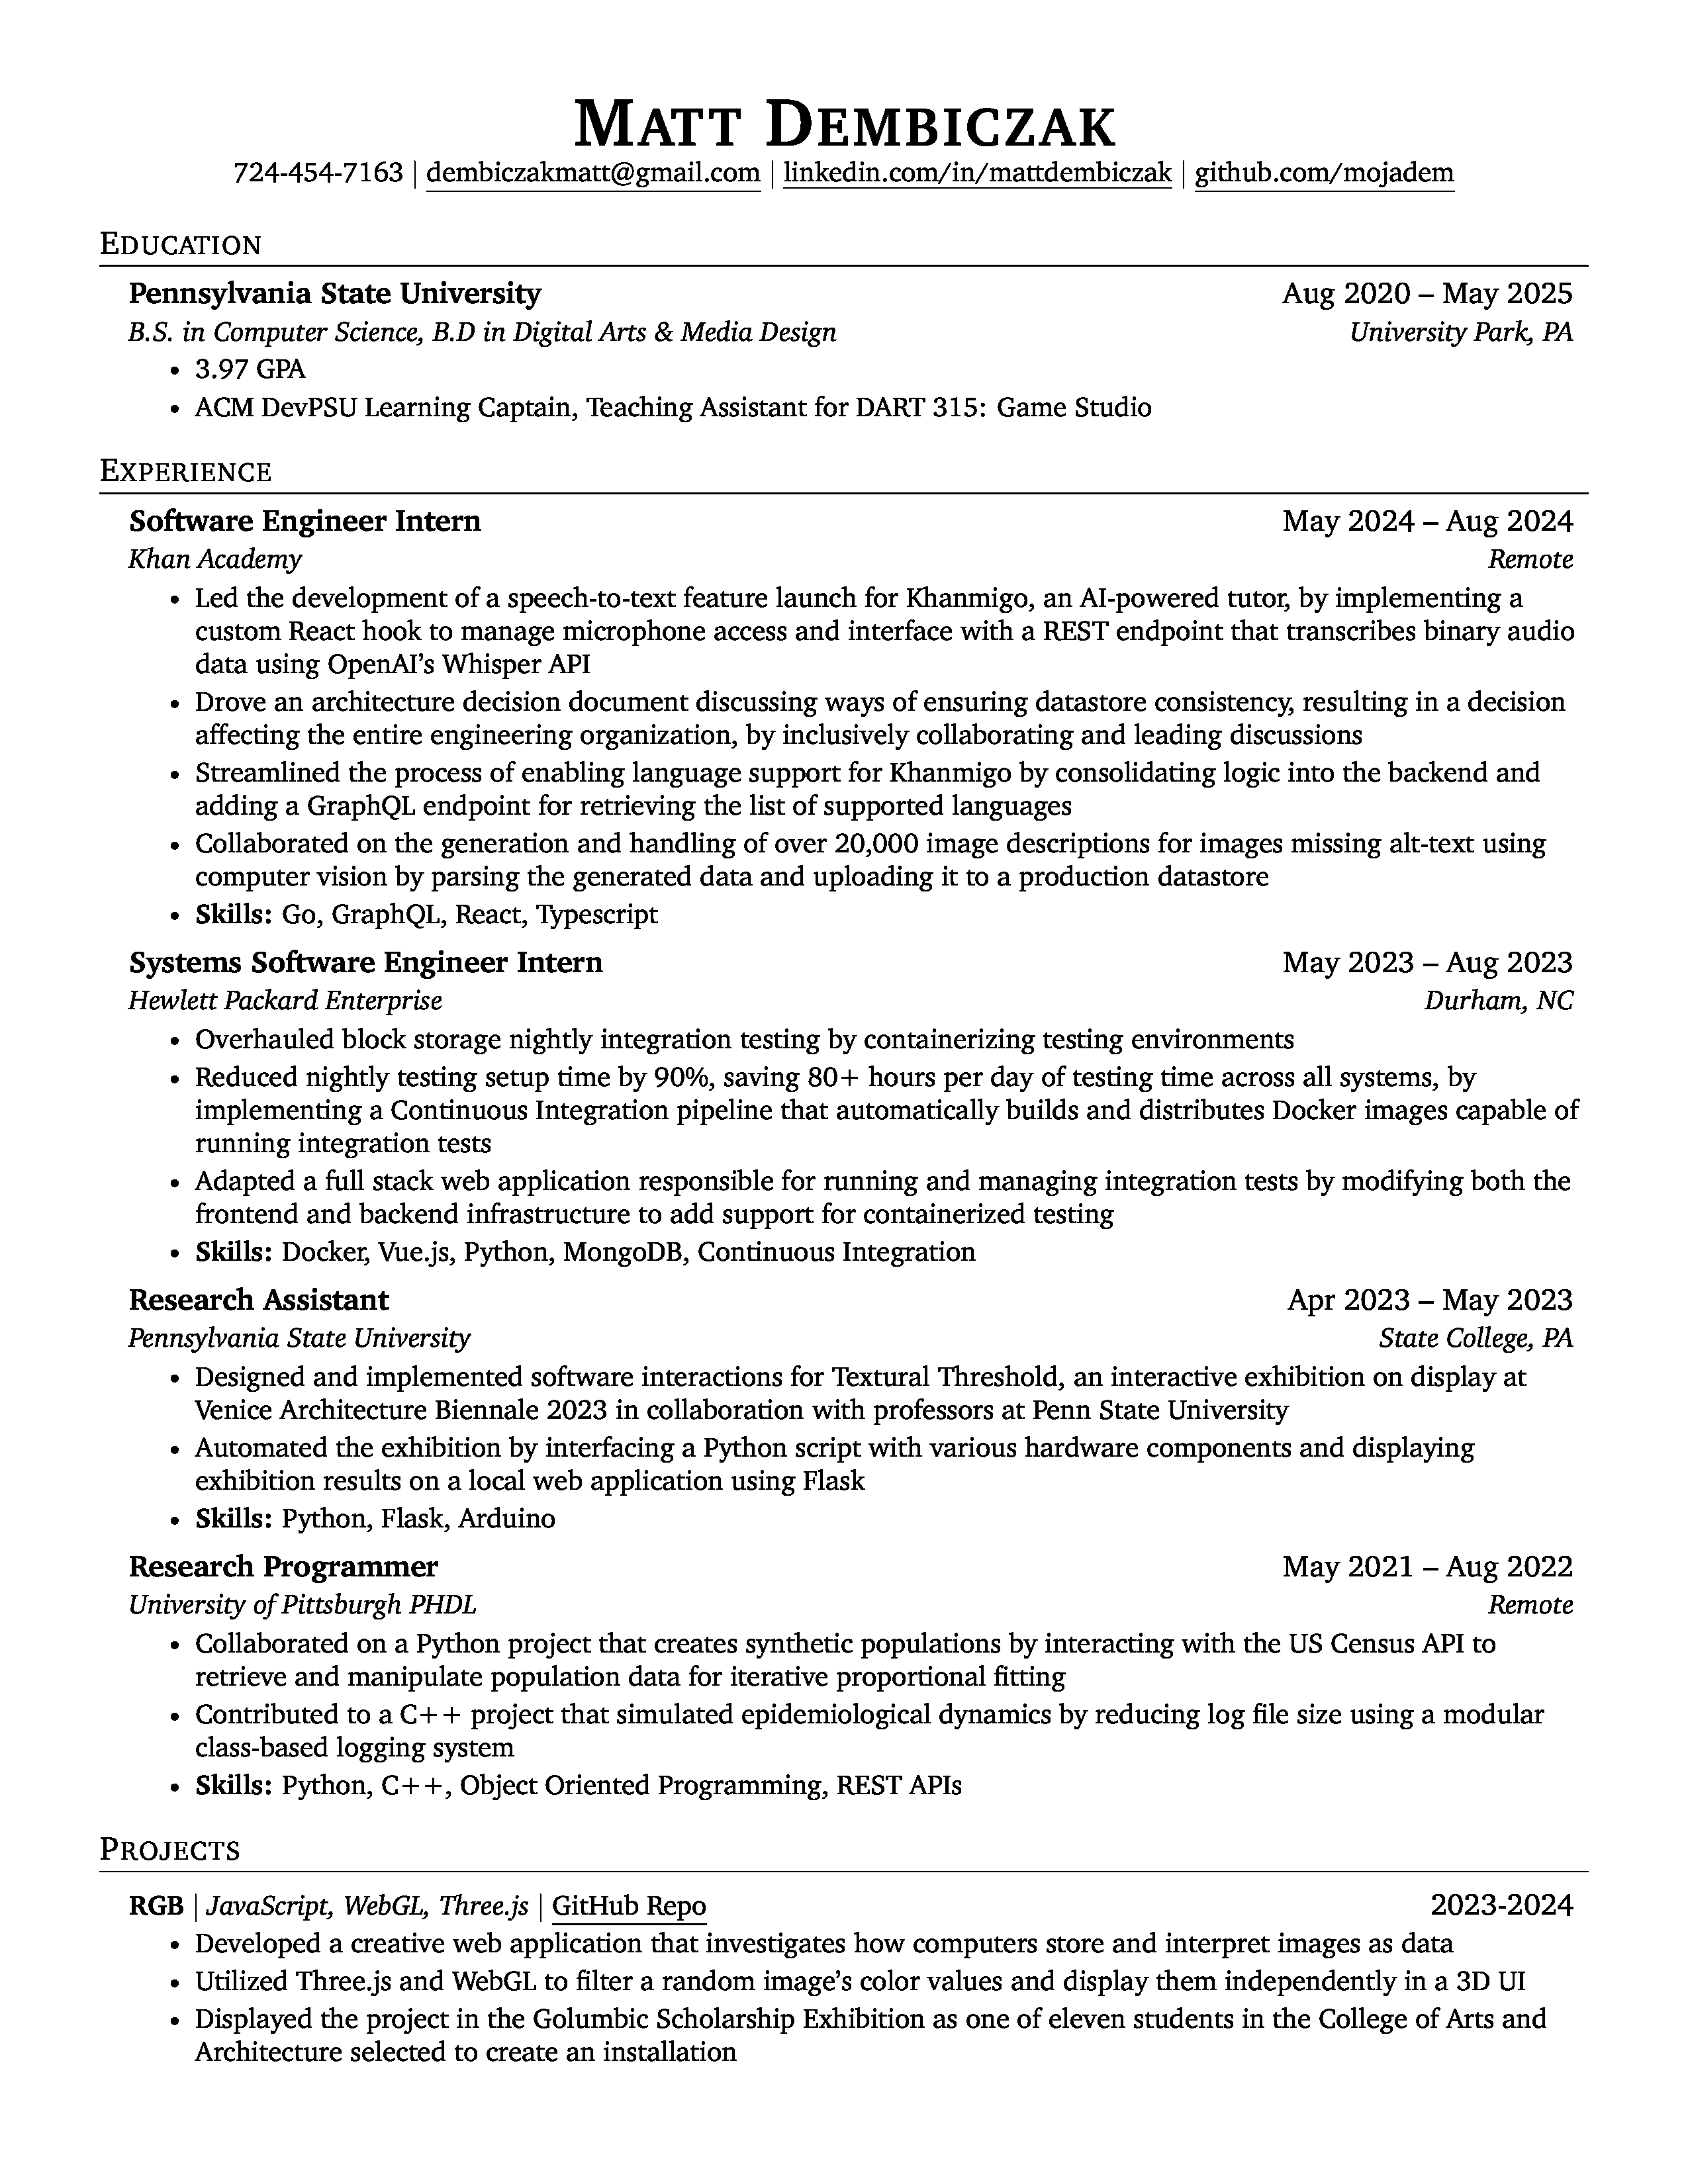 MATT DEMBICZAK
724-454-7163 | dembiczakmatt@gmail.com | linkedin.com/in/mattdembiczak | github.com/mojadem
EDUCATION
Pennsylvania State University Aug 2020 – May 2025
B.S. in Computer Science, B.D in Digital Arts & Media Design University Park, PA
• 3.97 GPA
• ACM DevPSU Learning Captain, Teaching Assistant for DART 315: Game Studio
EXPERIENCE
Software Engineer Intern May 2024 – Aug 2024
Khan Academy Remote
• Led the development of a speech-to-text feature launch for Khanmigo, an AI-powered tutor, by implementing a
custom React hook to manage microphone access and interface with a REST endpoint that transcribes binary audio
data using OpenAI’s Whisper API
• Drove an architecture decision document discussing ways of ensuring datastore consistency, resulting in a decision
affecting the entire engineering organization, by inclusively collaborating and leading discussions
• Streamlined the process of enabling language support for Khanmigo by consolidating logic into the backend and
adding a GraphQL endpoint for retrieving the list of supported languages
• Collaborated on the generation and handling of over 20,000 image descriptions for images missing alt-text using
computer vision by parsing the generated data and uploading it to a production datastore
• Skills: Go, GraphQL, React, Typescript
Systems Software Engineer Intern May 2023 – Aug 2023
Hewlett Packard Enterprise Durham, NC
• Overhauled block storage nightly integration testing by containerizing testing environments
• Reduced nightly testing setup time by 90%, saving 80+ hours per day of testing time across all systems, by
implementing a Continuous Integration pipeline that automatically builds and distributes Docker images capable of
running integration tests
• Adapted a full stack web application responsible for running and managing integration tests by modifying both the
frontend and backend infrastructure to add support for containerized testing
• Skills: Docker, Vue.js, Python, MongoDB, Continuous Integration
Research Assistant Apr 2023 – May 2023
Pennsylvania State University State College, PA
• Designed and implemented software interactions for Textural Threshold, an interactive exhibition on display at
Venice Architecture Biennale 2023 in collaboration with professors at Penn State University
• Automated the exhibition by interfacing a Python script with various hardware components and displaying
exhibition results on a local web application using Flask
• Skills: Python, Flask, Arduino
Research Programmer May 2021 – Aug 2022
University of Pittsburgh PHDL Remote
• Collaborated on a Python project that creates synthetic populations by interacting with the US Census API to
retrieve and manipulate population data for iterative proportional fitting
• Contributed to a C++ project that simulated epidemiological dynamics by reducing log file size using a modular
class-based logging system
• Skills: Python, C++, Object Oriented Programming, REST APIs
PROJECTS
RGB | JavaScript, WebGL, Three.js | GitHub Repo 2023-2024
• Developed a creative web application that investigates how computers store and interpret images as data
• Utilized Three.js and WebGL to filter a random image’s color values and display them independently in a 3D UI
• Displayed the project in the Golumbic Scholarship Exhibition as one of eleven students in the College of Arts and
Architecture selected to create an installation